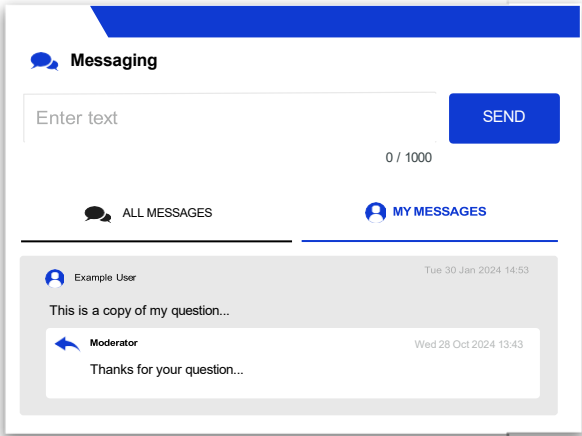 Messaging
Enter text
SEND
0 / 1000
ALL MESSAGES
MY MESSAGES
Example User
Tue 30 Jan 2024 14:53
This is a copy of my question...
Moderator
Wed 28 Oct 2024 13:43
Thanks for your question...